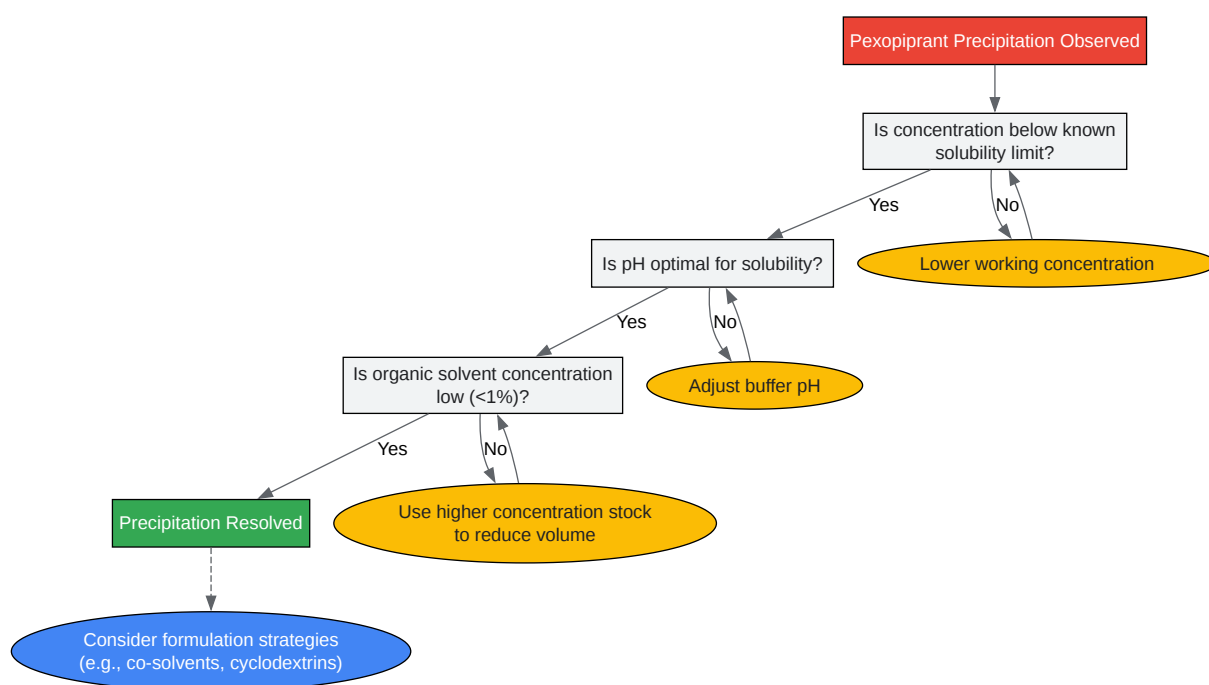 Pexopiprant Precipitation Observed
Is concentration below known
solubility limit?
Yes
No
Is pH optimal for solubility?
Lower working concentration
Yes
No
Is organic solvent concentration
low (<1%)?
Adjust buffer pH
Yes
No
Precipitation Resolved
Use higher concentration stock
to reduce volume
Consider formulation strategies
(e.g., co-solvents, cyclodextrins)